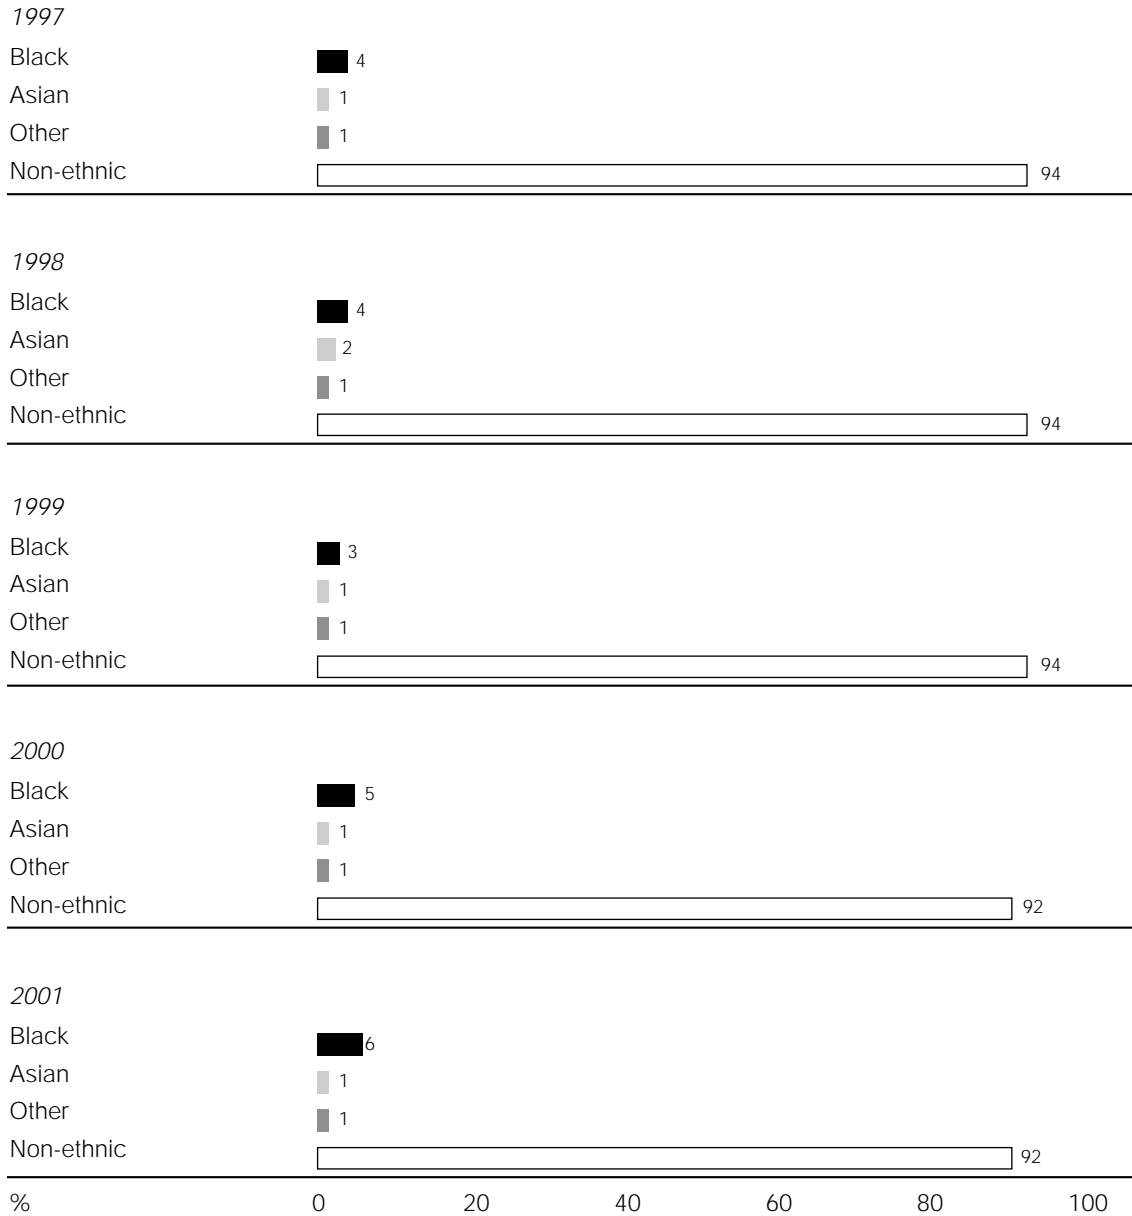 1997
Black 4
Asian 1
Other 1
Non-ethnic 94
1998
Black 4
Asian 2
Other 1
Non-ethnic 94
1999
Black 3
Asian 1
Other 1
Non-ethnic 94
2000
Black 5
Asian 1
Other 1
Non-ethnic 92
2001
Black 6
Asian 1
Other 1
Non-ethnic 92
% 0 20 40 60 80 100